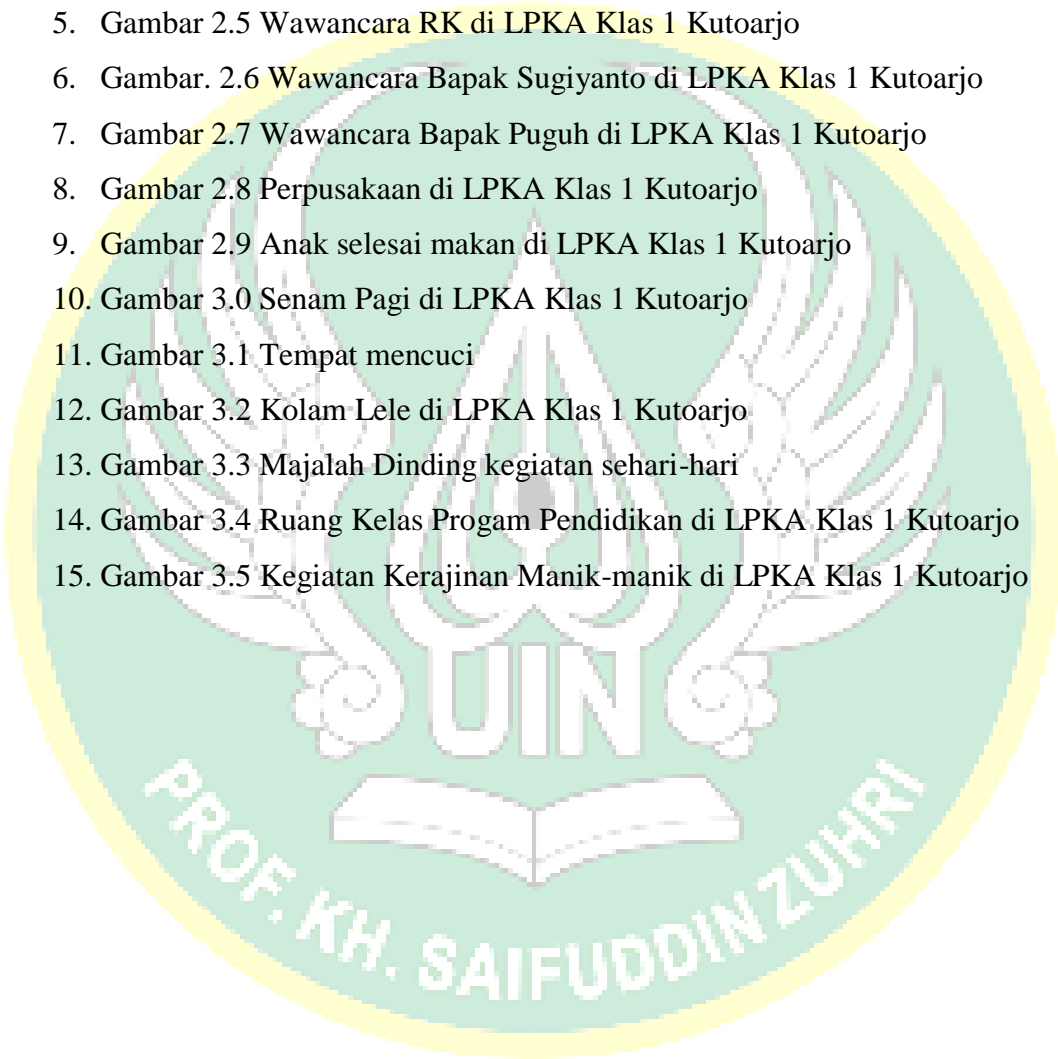 5. Gambar 2.5 Wawancara RK di LPKA Klas 1 Kutoarjo
6. Gambar. 2.6 Wawancara Bapak Sugiyanto di LPKA Klas 1 Kutoarjo
7. Gambar 2.7 Wawancara Bapak Puguh di LPKA Klas 1 Kutoarjo
8. Gambar 2.8 Perpusakaan di LPKA Klas 1 Kutoarjo
9. Gambar 2.9 Anak selesai makan di LPKA Klas 1 Kutoarjo
10. Gambar 3.0 Senam Pagi di LPKA Klas 1 Kutoarjo
11. Gambar 3.1 Tempat mencuci
12. Gambar 3.2 Kolam Lele di LPKA Klas 1 Kutoarjo
13. Gambar 3.3 Majalah Dinding kegiatan sehari-hari
14. Gambar 3.4 Ruang Kelas Progam Pendidikan di LPKA Klas 1 Kutoarjo
15. Gambar 3.5 Kegiatan Kerajinan Manik-manik di LPKA Klas 1 Kutoarjo
UIN
PROF. KH. SAIFUDDIN ZUHRI